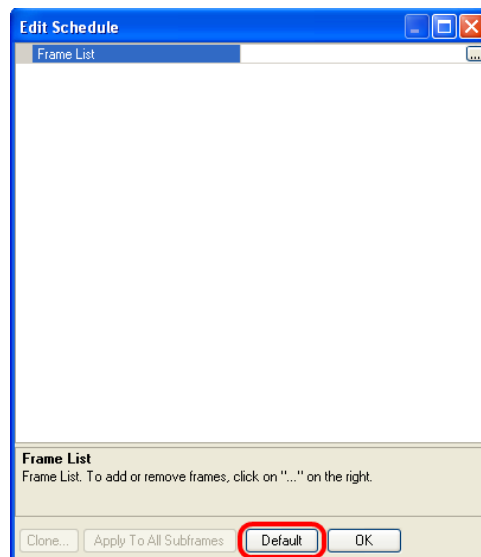 Edit Schedule
Frame List
...
Frame List
Frame List. To add or remove frames, click on "..." on the right.
Clone... Apply To All Subframes Default OK